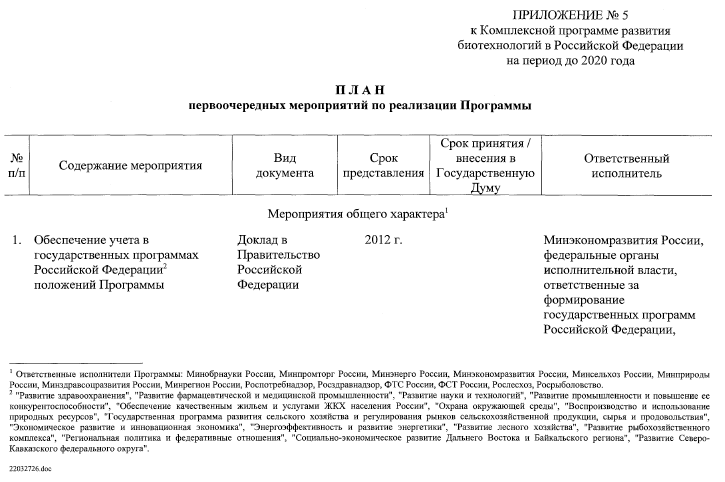 ПРИЛОЖЕНИЕ № 5
к Комплексной программе развития
биотехнологий в Российской Федерации
на период до 2020 года
П Л А Н
первоочередных мероприятий по реализации Программы
№
п/п
Содержание мероприятия
Вид
документа
Срок
представления
Срок принятия /
внесения в
Государственную
Думу
Ответственный
исполнитель
Мероприятия общего характера¹
1.
Обеспечение учета в
государственных программах
Российской Федерации²
положений Программы
Доклад в
Правительство
Российской
Федерации
2012 г.
Минэкономразвития России,
федеральные органы
исполнительной власти,
ответственные за
формирование
государственных программ
Российской Федерации,
¹ Ответственные исполнители Программы: Минобрнауки России, Минпромторг России, Минэнерго России, Минэкономразвития России, Минсельхоз России, Минприроды
России, Минздравсоцразвития России, Минрегион России, Роспотребнадзор, Росздравнадзор, ФТС России, ФСТ России, Рослесхоз, Росрыболовство.
² "Развитие здравоохранения", "Развитие фармацевтической и медицинской промышленности", "Развитие науки и технологий", "Развитие промышленности и повышение ее
конкурентоспособности", "Обеспечение качественным жильем и услугами ЖКХ населения России", "Охрана окружающей среды", "Воспроизводство и использование
природных ресурсов", "Государственная программа развития сельского хозяйства и регулирования рынков сельскохозяйственной продукции, сырья и продовольствия",
"Экономическое развитие и инновационная экономика", "Энергоэффективность и развитие энергетики", "Развитие лесного хозяйства", "Развитие рыбохозяйственного
комплекса", "Региональная политика и федеративные отношения", "Социально-экономическое развитие Дальнего Востока и Байкальского региона", "Развитие Северо-
Кавказского федерального округа".
22032726.doc